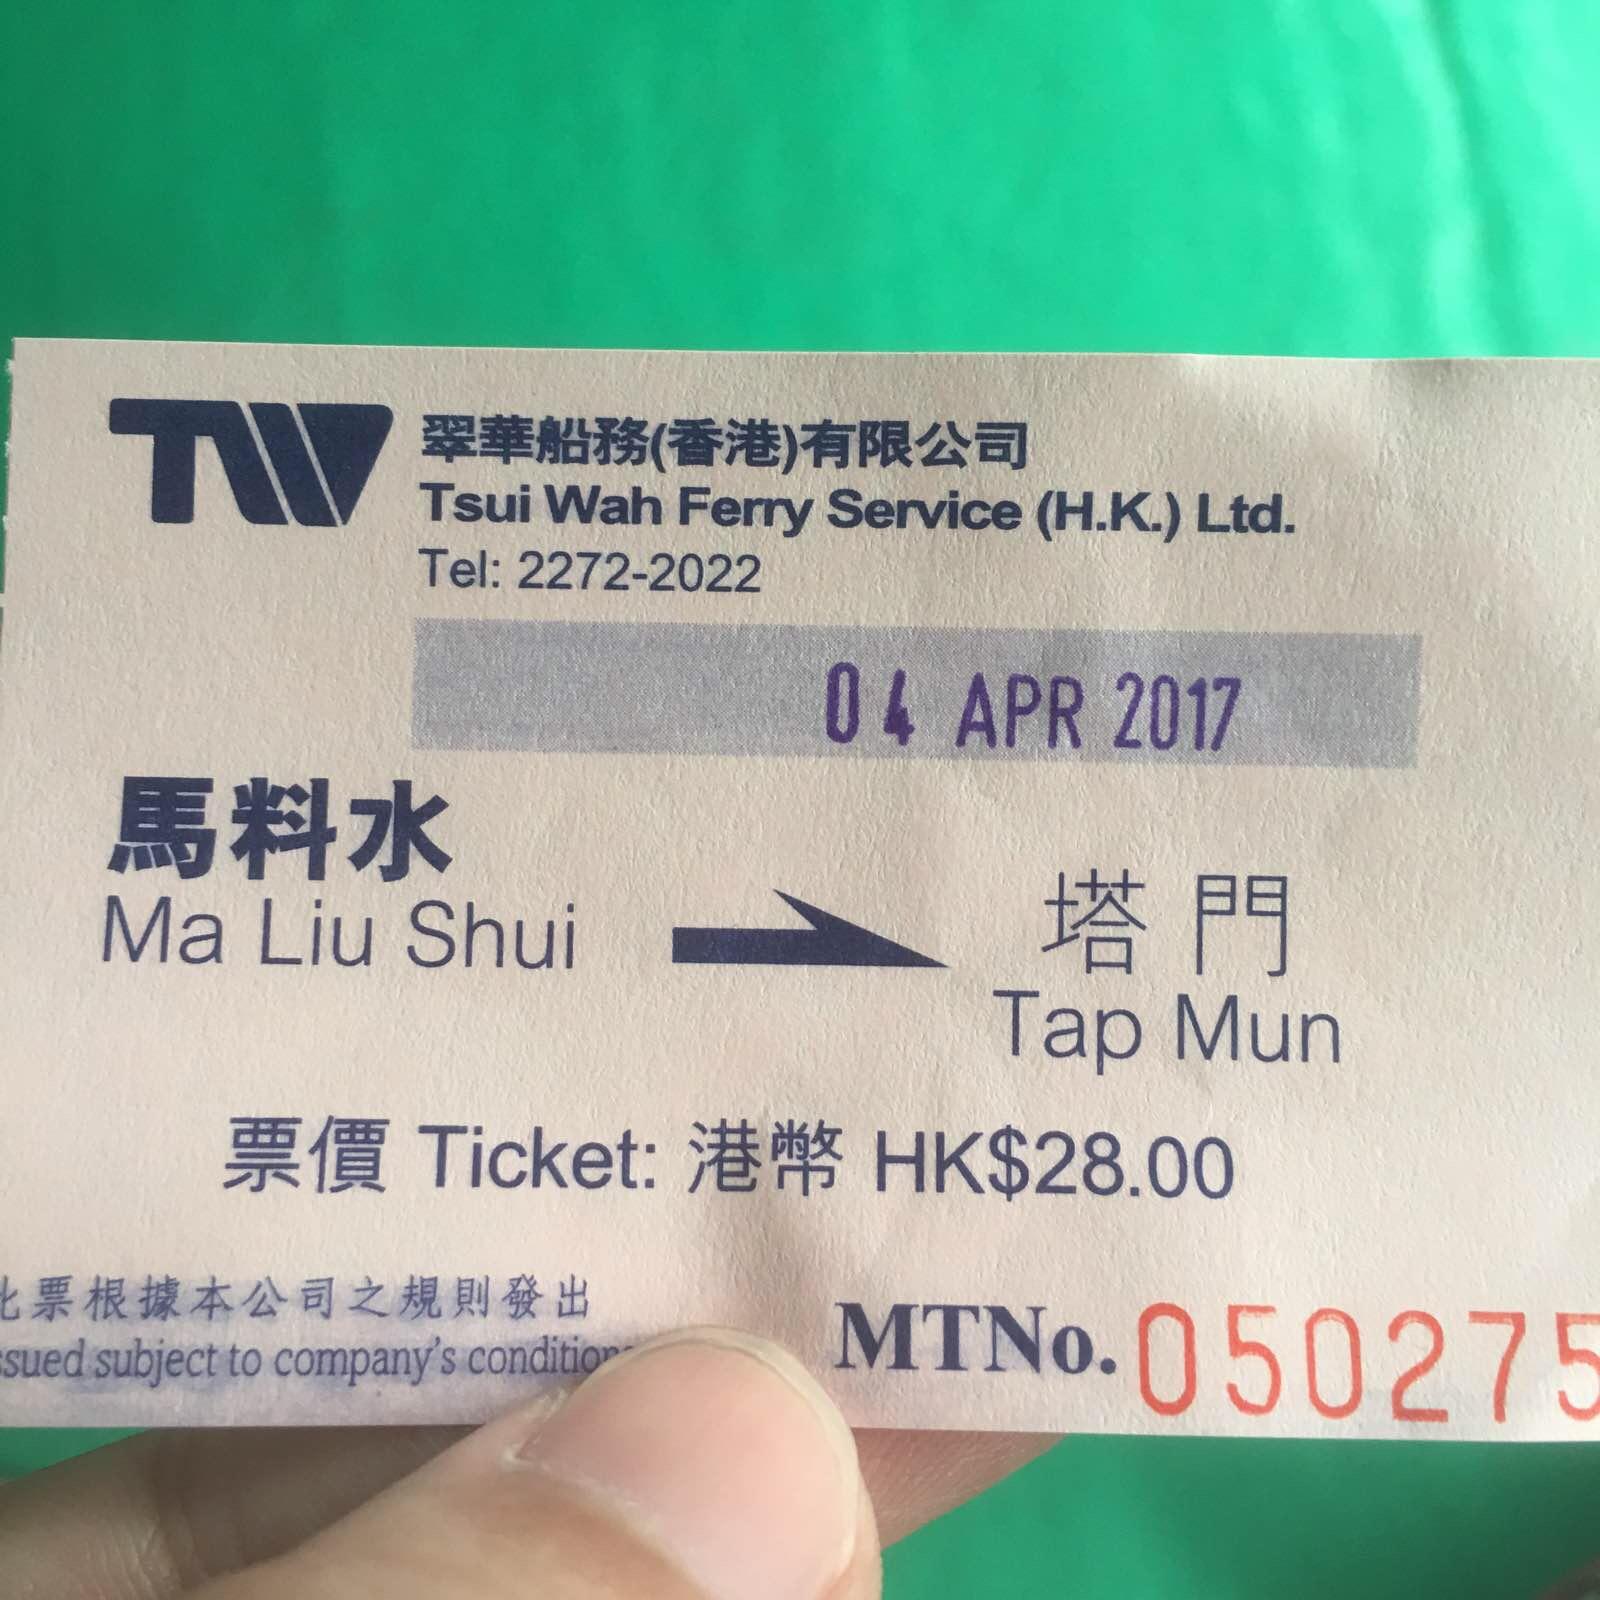 TW
翠華船務(香港)有限公司
Tsui Wah Ferry Service (H.K.) Ltd.
Tel: 2272-2022
04 APR 2017
馬料水
Ma Liu Shui
塔門
Tap Mun
票價 Ticket: 港幣 HK$28.00
此票根據本公司之規則發出
ssued subject to company's condition
MTNo. 050275